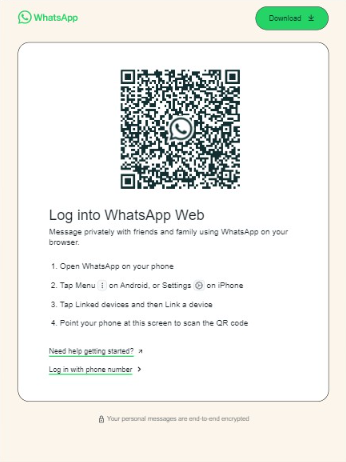 WhatsApp
Download
Log into WhatsApp Web
Message privately with friends and family using WhatsApp on your
browser.
1. Open WhatsApp on your phone
2. Tap Menu on Android, or Settings on iPhone
3. Tap Linked devices and then Link a device
4. Point your phone at this screen to scan the QR code
Need help getting started?
Log in with phone number
Your personal messages are end-to-end encrypted